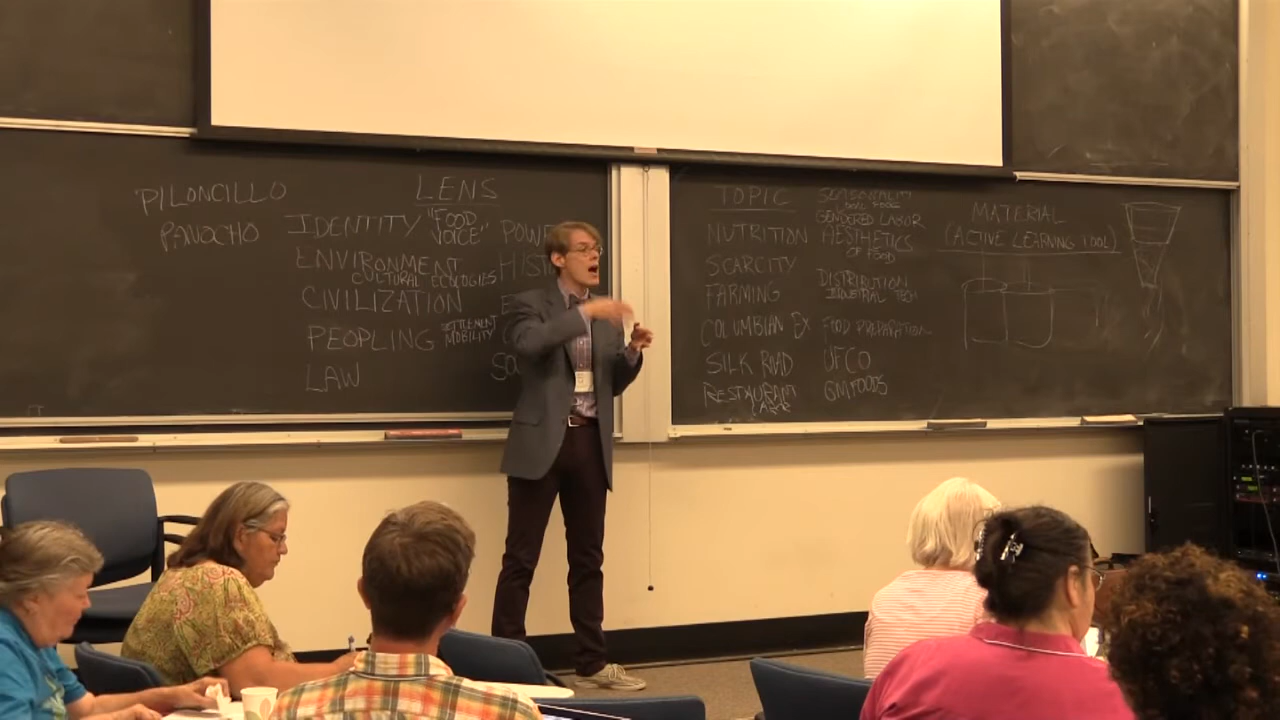 PILONCILLO
PANOCHO
LENS
IDENTITY "FOOD VOICE"
ENVIRONMENT
CULTURAL ECOLOGIES
CIVILIZATION
PEOPLING SETTLEMENT MOBILITY
LAW
TOPIC
NUTRITION
SCARCITY
FARMING
COLUMBIAN EX
SILK ROAD
RESTAURANT
LABOR
SEASONALITY
GENDERED LABOR
AESTHETICS
OF FOOD
DISTRIBUTION
INDUSTRIAL TECH
FOOD PREPARATION
UFCO
GM FOODS
MATERIAL
(ACTIVE LEARNING TOOL)